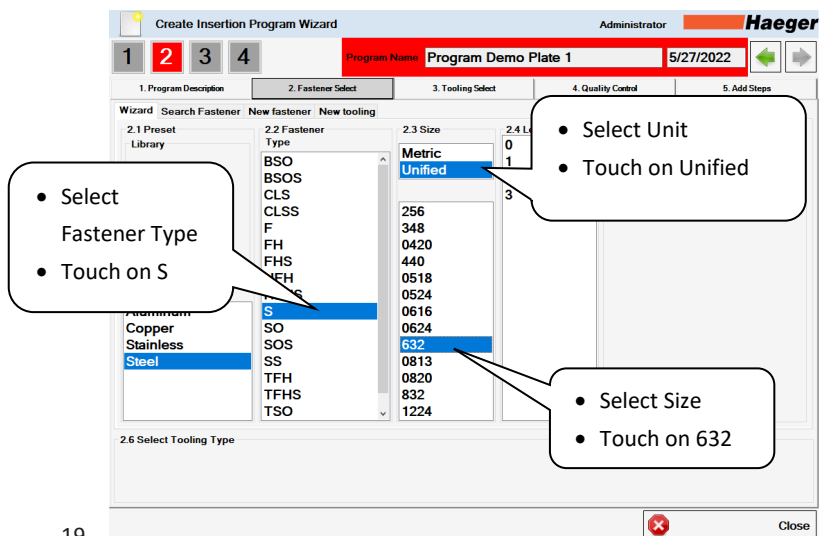 Create Insertion Program Wizard
Administrator
Haeger
1 2 3 4
Program Name Program Demo Plate 1 5/27/2022
1. Program Description
2. Fastener Select
3. Tooling Select
4. Quality Control
5. Add Steps
Wizard Search Fastener New fastener New tooling
2.1 Preset
Library
2.2 Fastener
Type
2.3 Size
BSO
BSOS
CLS
CLSS
F
FH
FHS
S
SO
SOS
SS
TFH
TFHS
TSO
Metric
Unified
256
348
0420
440
0518
0524
0616
0624
632
0813
0820
832
1224
0
1
3
Copper
Stainless
Steel
• Select
Fastener Type
• Touch on S
• Select Unit
• Touch on Unified
• Select Size
• Touch on 632
2.6 Select Tooling Type
Close